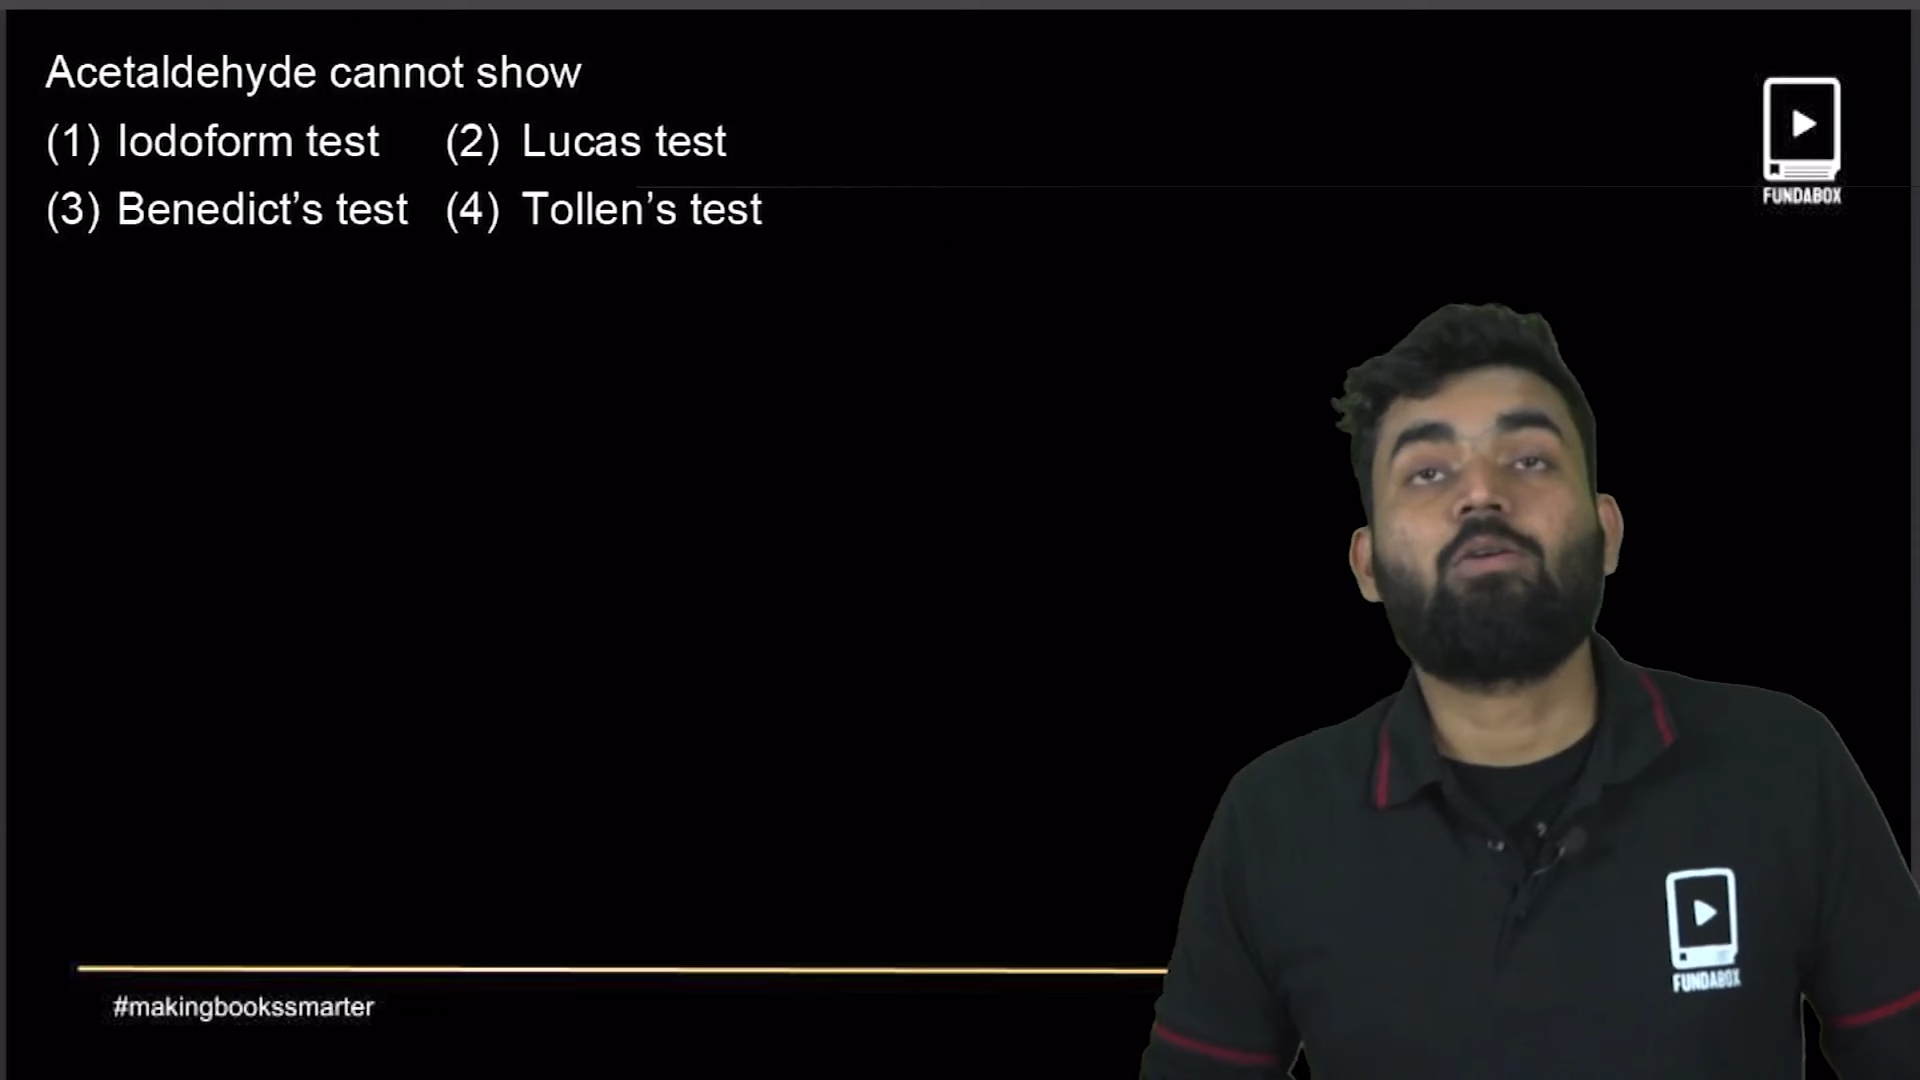 Acetaldehyde cannot show
(1) Iodoform test (2) Lucas test
(3) Benedict’s test (4) Tollen’s test
FUNDABOX
FUNDABOX
#makingbookssmarter